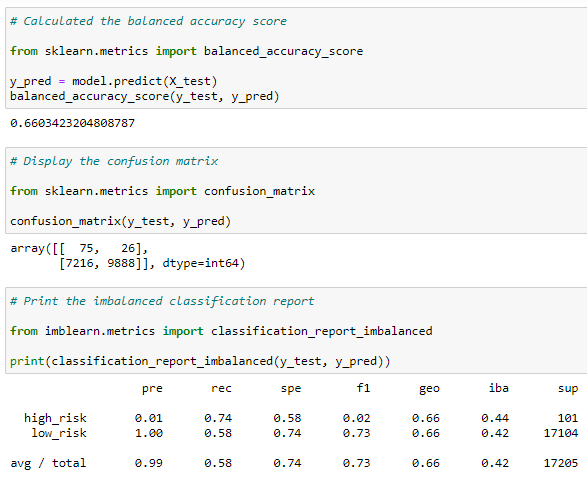 # Calculated the balanced accuracy score
from sklearn.metrics import balanced_accuracy_score
y_pred = model.predict(X_test)
balanced_accuracy_score(y_test, y_pred)
0.6603423204808787
# Display the confusion matrix
from sklearn.metrics import confusion_matrix
confusion_matrix(y_test, y_pred)
array([[  75,   26],
       [7216, 9888]], dtype=int64)
# Print the imbalanced classification report
from imblearn.metrics import classification_report_imbalanced
print(classification_report_imbalanced(y_test, y_pred))
                   pre       rec       spe        f1       geo       iba       sup
  high_risk       0.01      0.74      0.58      0.02      0.66      0.44       101
   low_risk       1.00      0.58      0.74      0.73      0.66      0.42     17104
avg / total       0.99      0.58      0.74      0.73      0.66      0.42     17205